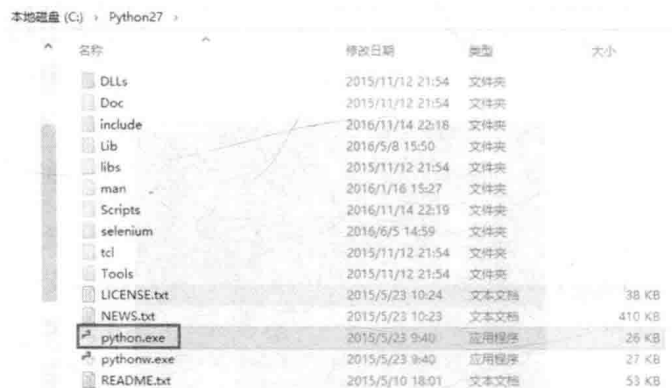 本地磁盘 (C:) › Python27 ›
名称 修改日期 类型 大小
DLLs 2015/11/12 21:54 文件夹
Doc 2015/11/12 21:54 文件夹
include 2016/11/14 22:18 文件夹
Lib 2016/5/8 15:50 文件夹
libs 2015/11/12 21:54 文件夹
man 2016/1/16 15:27 文件夹
Scripts 2016/11/14 22:19 文件夹
selenium 2016/6/5 14:59 文件夹
tcl 2015/11/12 21:54 文件夹
Tools 2015/11/12 21:54 文件夹
LICENSE.txt 2015/5/23 10:24 文本文档 38 KB
NEWS.txt 2015/5/23 10:23 文本文档 410 KB
python.exe 2015/5/23 9:40 应用程序 26 KB
pythonw.exe 2015/5/23 9:40 应用程序 27 KB
README.txt 2015/5/10 18:01 文本文档 53 KB